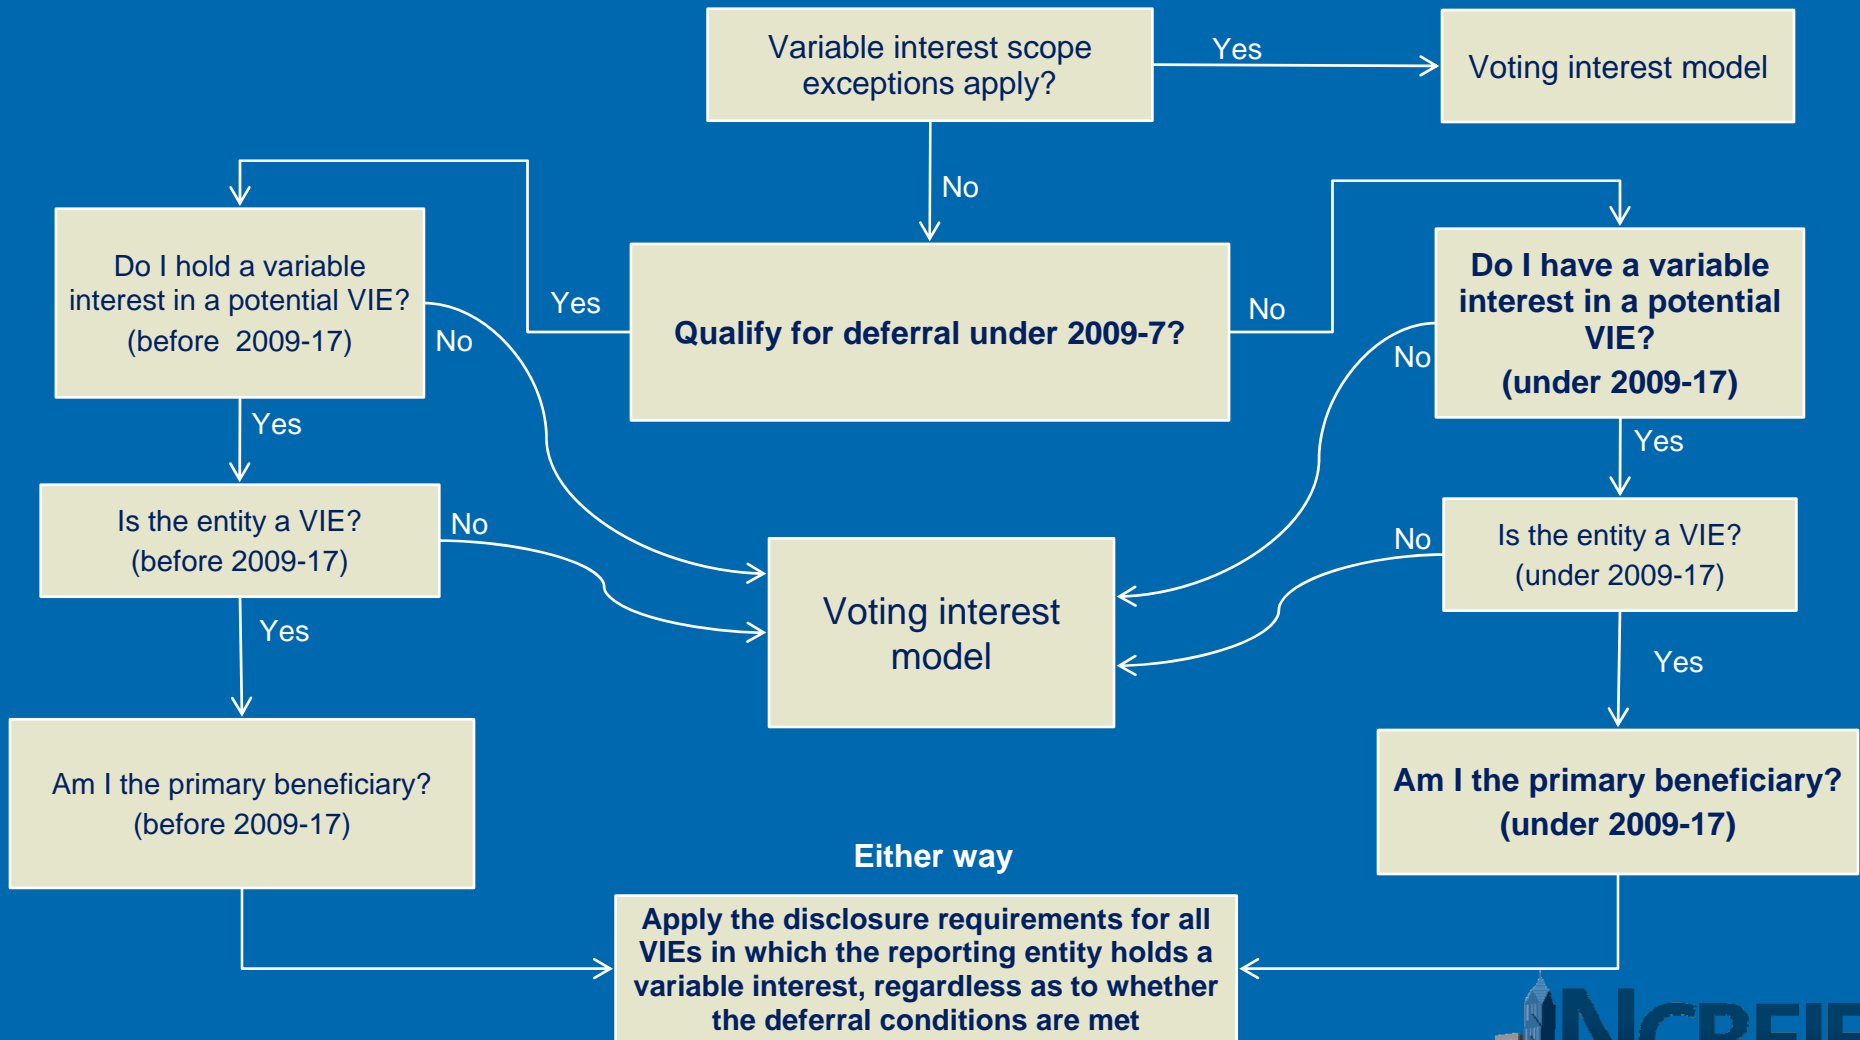 Variable interest scope
exceptions apply?
Yes
Voting interest model
No
Do I hold a variable
interest in a potential VIE?
(before 2009-17)
Yes
No
Qualify for deferral under 2009-7?
No
Do I have a variable
interest in a potential
VIE?
(under 2009-17)
No
Yes
Yes
Is the entity a VIE?
(before 2009-17)
No
Voting interest
model
No
Is the entity a VIE?
(under 2009-17)
Yes
Yes
Am I the primary beneficiary?
(before 2009-17)
Am I the primary beneficiary?
(under 2009-17)
Either way
Apply the disclosure requirements for all
VIEs in which the reporting entity holds a
variable interest, regardless as to whether
the deferral conditions are met
NCREIF